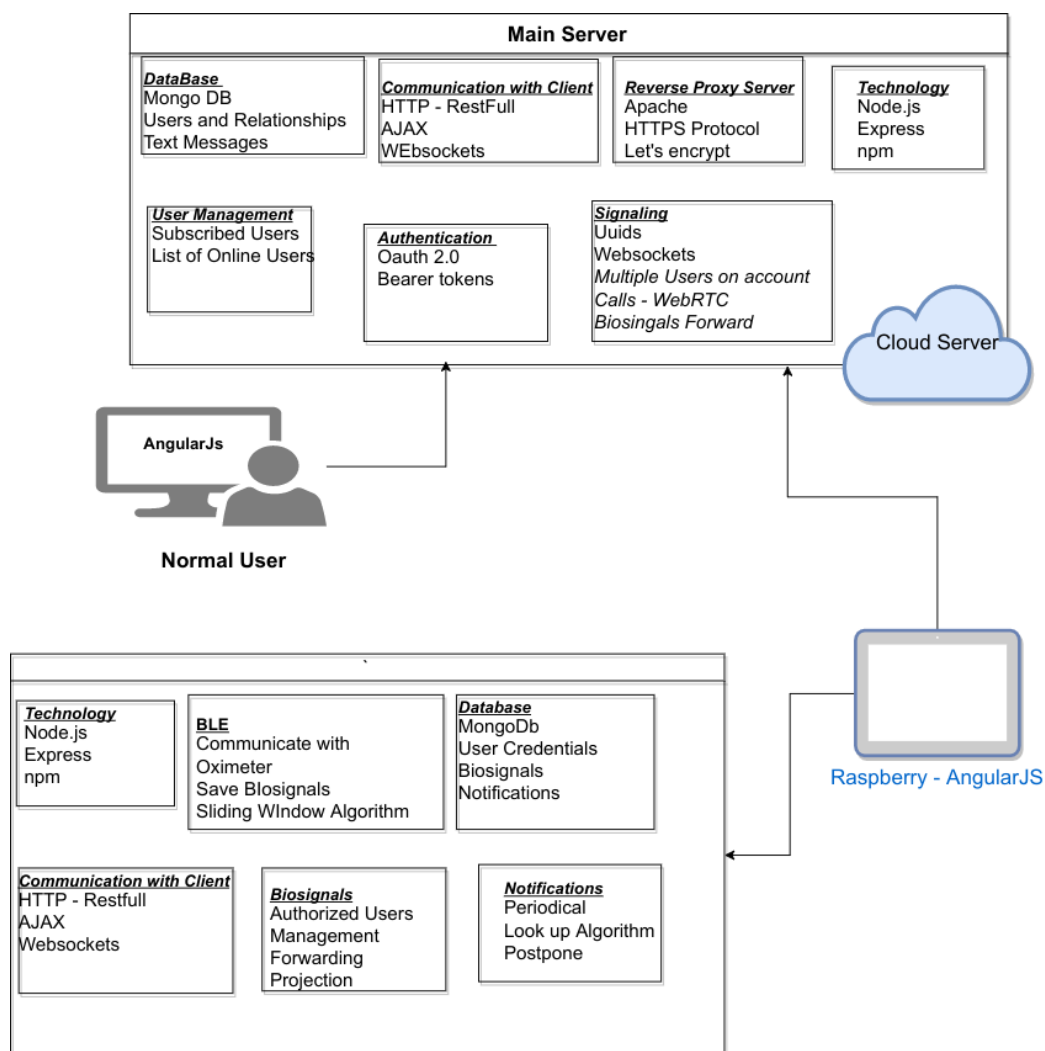 Main Server
DataBase
Mongo DB
Users and Relationships
Text Messages
Communication with Client
HTTP - RestFull
AJAX
WEbsockets
Reverse Proxy Server
Apache
HTTPS Protocol
Let's encrypt
Technology
Node.js
Express
npm
User Management
Subscribed Users
List of Online Users
Authentication
Oauth 2.0
Bearer tokens
Signaling
Uuids
Websockets
Multiple Users on account
Calls - WebRTC
Biosingals Forward
Cloud Server
AngularJs
Normal User
Raspberry - AngularJS
`
Technology
Node.js
Express
npm
BLE
Communicate with
Oximeter
Save BIosignals
Sliding WIndow Algorithm
Database
MongoDb
User Credentials
Biosignals
Notifications
Communication with Client
HTTP - Restfull
AJAX
Websockets
Biosignals
Authorized Users
Management
Forwarding
Projection
Notifications
Periodical
Look up Algorithm
Postpone